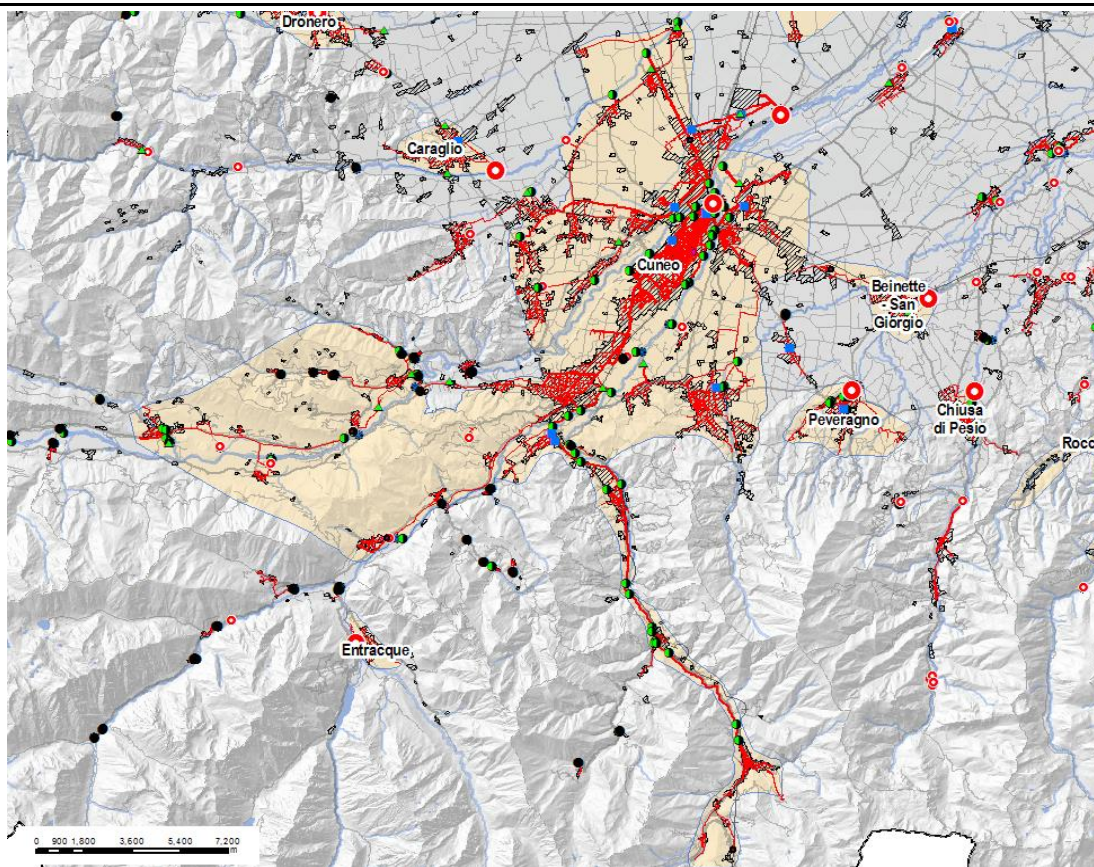 Dronero
Caraglio
Cuneo
Beinette
- San
Giorgio
Peveragno
Chiusa
di Pesio
Rocc
Entracque
0 900 1,800 3,600 5,400 7,200
m